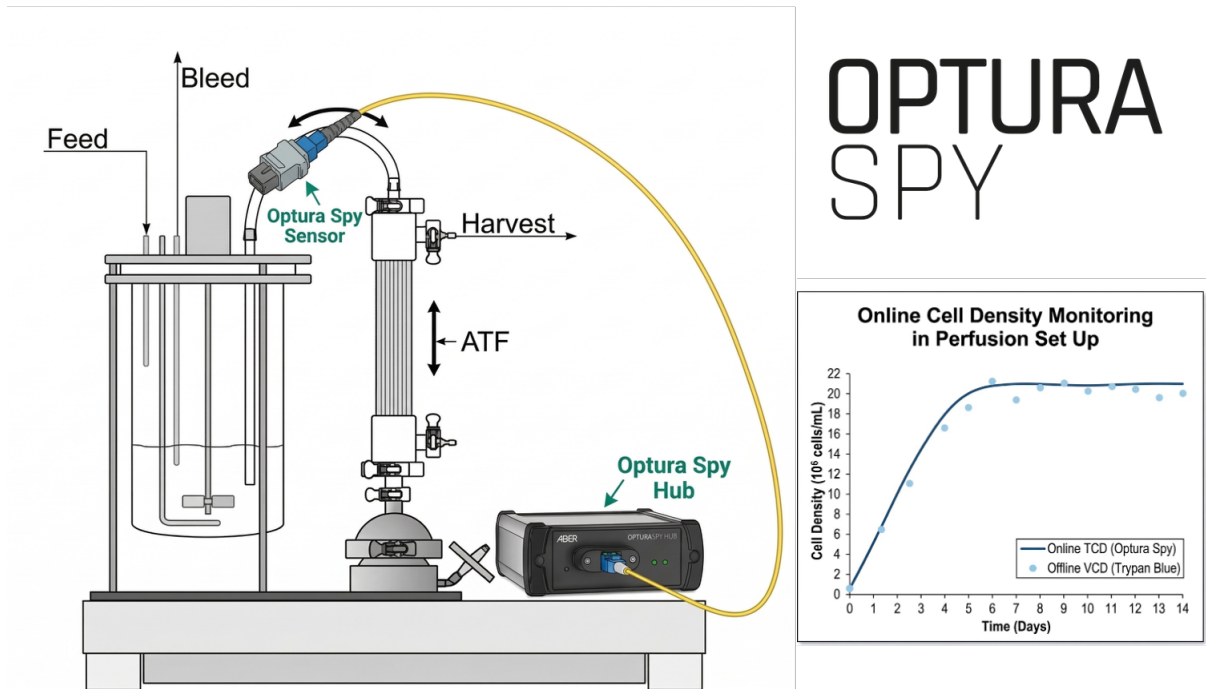 Bleed
Feed
Optura Spy
Sensor
Harvest
ATF
Optura Spy
Hub
ABER
OPTURASPY HUB
OPTURA
SPY
Online Cell Density Monitoring
in Perfusion Set Up
Cell Density (10⁶ cells/mL)
22
20
18
16
14
12
10
8
6
4
2
0
Online TCD (Optura Spy)
Offline VCD (Trypan Blue)
0 1 2 3 4 5 6 7 8 9 10 11 12 13 14
Time (Days)